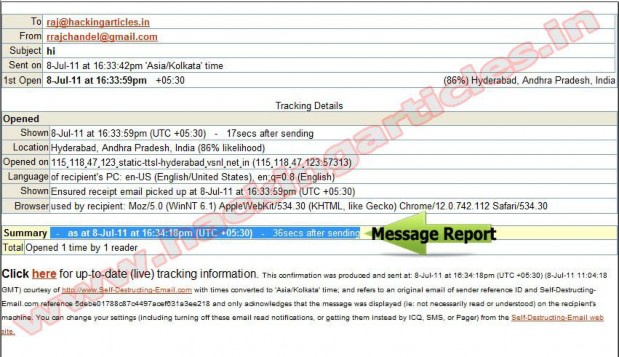 To raj@hackingarticles.in
From rrajchandel@gmail.com
Subject hi
Sent on 8-Jul-11 at 16:33:42pm 'Asia/Kolkata' time
1st Open 8-Jul-11 at 16:33:59pm +05:30 (86%) Hyderabad, Andhra Pradesh, India
Tracking Details
Opened
Shown 8-Jul-11 at 16:33:59pm (UTC +05:30) - 17secs after sending
Location Hyderabad, Andhra Pradesh, India (86% likelihood)
Opened on 115,118,47,123_static-ttsl-hyderabad_vsnl_net_in (115_118_47_123:57313)
Language of recipient's PC: en-US (English/United States), en;q=0.8 (English)
Shown Ensured receipt email picked up at 8-Jul-11 at 16:33:59pm (UTC +05:30)
Browser used by recipient: Moz/5.0 (WinNT 6.1) AppleWebKit/534.30 (KHTML, like Gecko) Chrome/12.0.742.112 Safari/534.30
Summary - as at 8-Jul-11 at 16:34:18pm (UTC +05:30) - 36secs after sending Message Report
Total Opened 1 time by 1 reader
Click here for up-to-date (live) tracking information. This confirmation was produced and sent at: 8-Jul-11 at 16:34:18pm (UTC +05:30) (8-Jul-11 11:04:18
GMT) courtesy of http://www.Self-Destructing-Email.com with times converted to 'Asia/Kolkata' time; and refers to an original email of sender reference ID and Self-Destructing-
Email.com reference and only acknowledges that the message was displayed (ie: not necessarily read or understood) on the recipient's
machine. You can change your settings (including turning off these email read notifications, or getting them instead by ICQ, SMS, or Pager) from the Self-Destructing-Email web
site.
www.hackingarticles.in